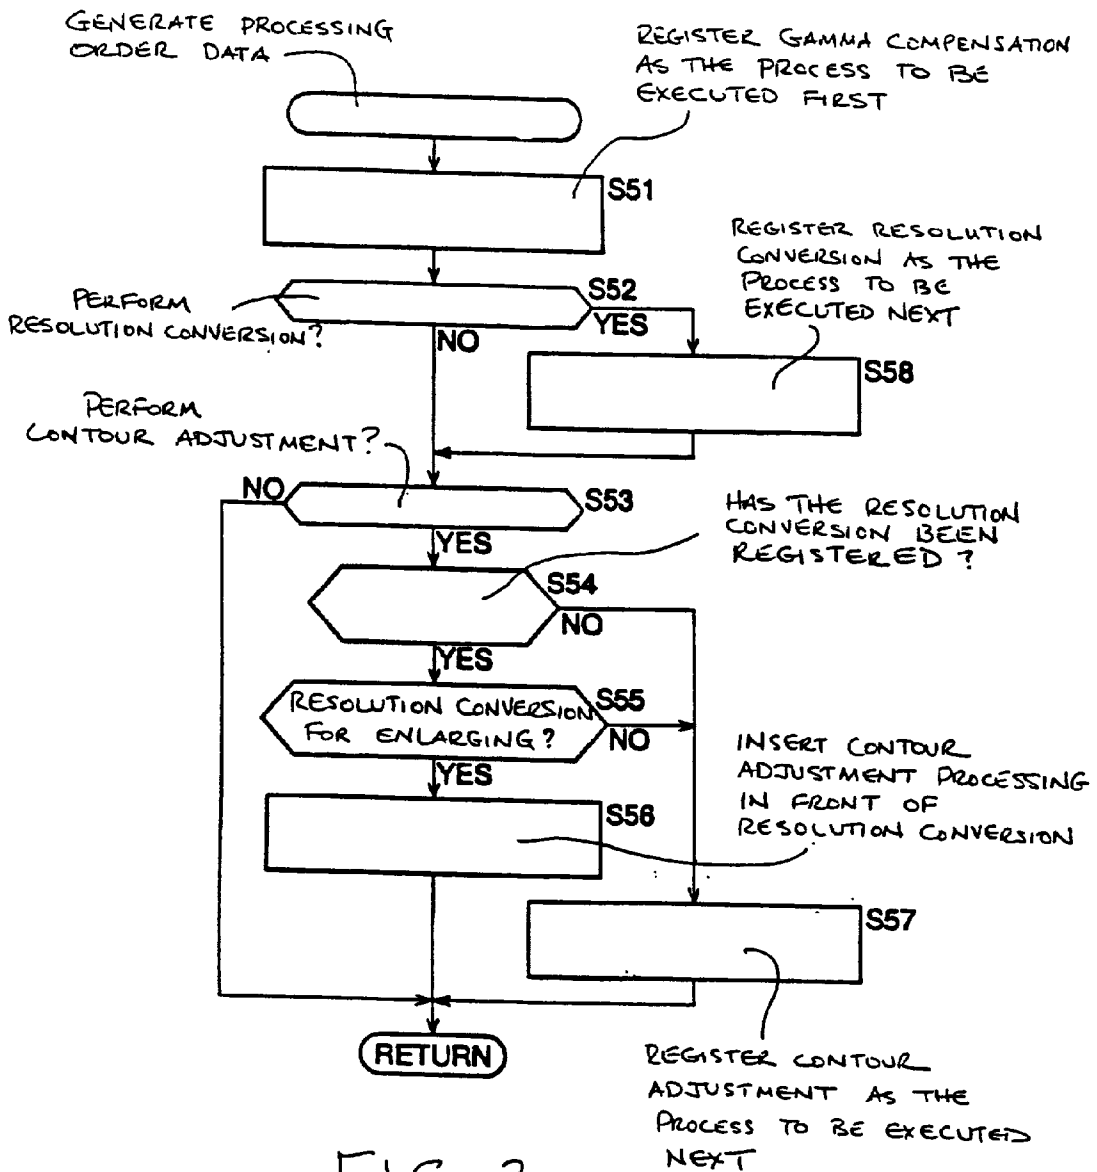 GENERATE PROCESSING
ORDER DATA
REGISTER GAMMA COMPENSATION
AS THE PROCESS TO BE
EXECUTED FIRST
S51
REGISTER RESOLUTION
CONVERSION AS THE
PROCESS TO BE
EXECUTED NEXT
PERFORM
RESOLUTION CONVERSION?
S52
YES
NO
S58
PERFORM
CONTOUR ADJUSTMENT?
NO
S53
YES
HAS THE RESOLUTION
CONVERSION BEEN
REGISTERED?
S54
NO
YES
RESOLUTION CONVERSION
FOR ENLARGING?
S55
NO
YES
INSERT CONTOUR
ADJUSTMENT PROCESSING
IN FRONT OF
RESOLUTION CONVERSION
S56
S57
RETURN
REGISTER CONTOUR
ADJUSTMENT AS THE
PROCESS TO BE EXECUTED
NEXT